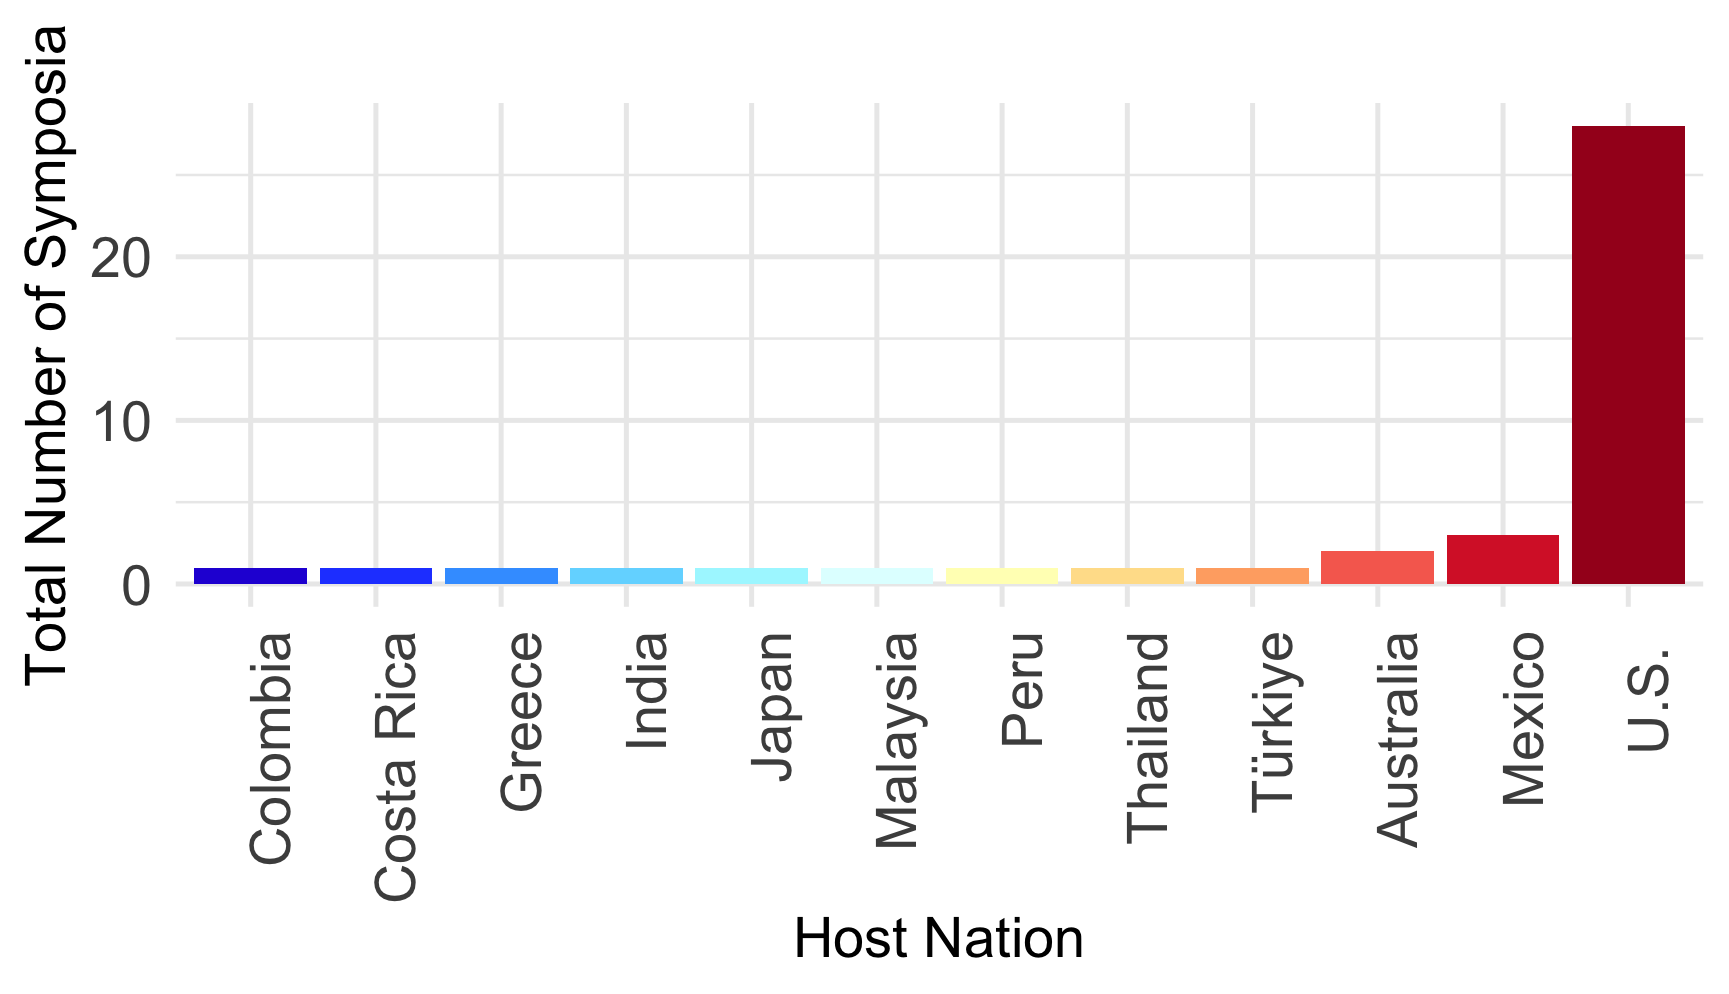 Total Number of Symposia
20
10
0
Colombia
Costa Rica
Greece
India
Japan
Malaysia
Peru
Thailand
Türkiye
Australia
Mexico
U.S.
Host Nation